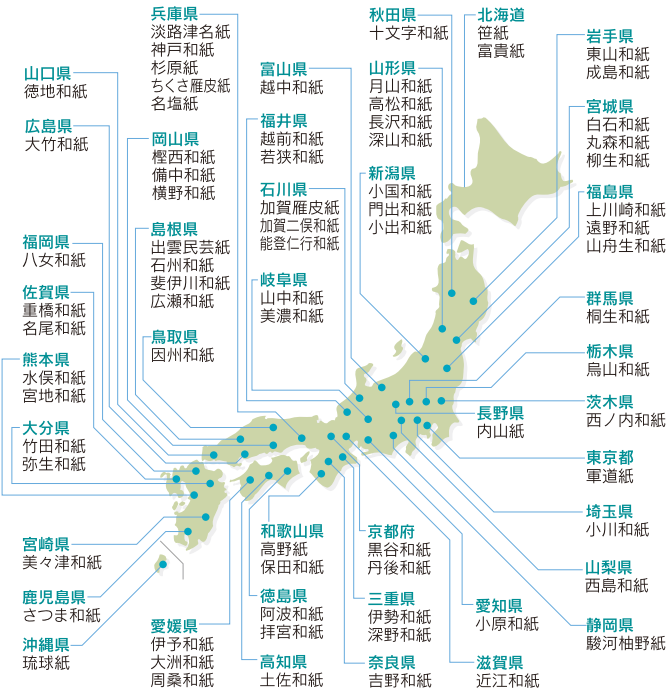 兵庫県
淡路津名紙
神戸和紙
杉原紙
ちくさ雁皮紙
名塩紙
秋田県
十文字和紙
北海道
笹紙
富貴紙
岩手県
東山和紙
成島和紙
山口県
徳地和紙
富山県
越中和紙
山形県
月山和紙
高松和紙
長沢和紙
深山和紙
宮城県
白石和紙
丸森和紙
柳生和紙
広島県
大竹和紙
岡山県
樫西和紙
備中和紙
横野和紙
福井県
越前和紙
若狭和紙
新潟県
小国和紙
門出和紙
小出和紙
石川県
加賀雁皮紙
加賀二俣和紙
能登仁行和紙
福島県
上川崎和紙
遠野和紙
山舟生和紙
島根県
出雲民芸紙
石州和紙
斐伊川和紙
広瀬和紙
福岡県
八女和紙
岐阜県
山中和紙
美濃和紙
佐賀県
重橋和紙
名尾和紙
群馬県
桐生和紙
鳥取県
因州和紙
熊本県
水俣和紙
宮地和紙
栃木県
烏山和紙
茨木県
西ノ内和紙
長野県
内山紙
大分県
竹田和紙
弥生和紙
東京都
軍道紙
埼玉県
小川和紙
宮崎県
美々津和紙
和歌山県
高野紙
保田和紙
京都府
黒谷和紙
丹後和紙
山梨県
西島和紙
鹿児島県
さつま和紙
徳島県
阿波和紙
拝宮和紙
三重県
伊勢和紙
深野和紙
愛知県
小原和紙
静岡県
駿河柚野紙
沖縄県
琉球紙
愛媛県
伊予和紙
大洲和紙
周桑和紙
高知県
土佐和紙
奈良県
吉野和紙
滋賀県
近江和紙